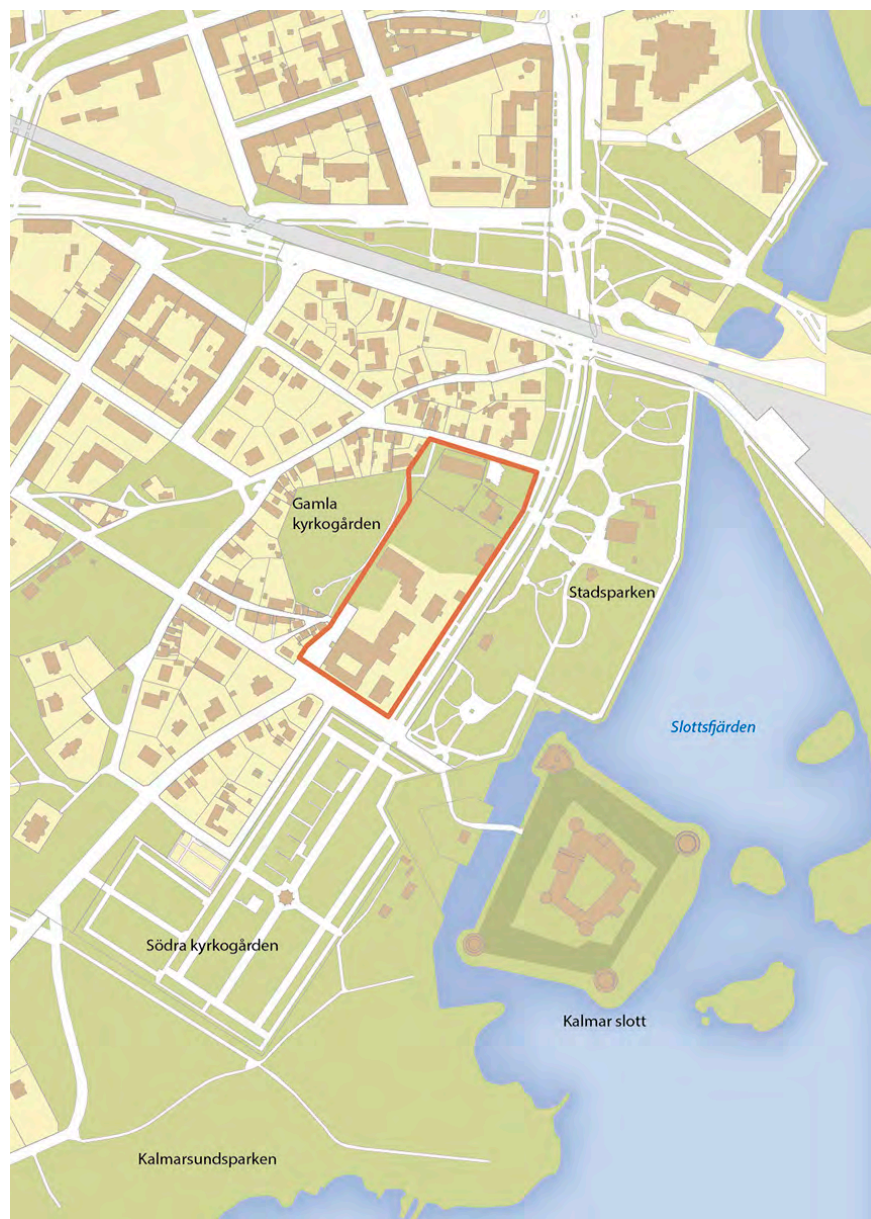 Gamla
kyrkogården
Stadsparken
Slottsfjärden
Södra kyrkogården
Kalmar slott
Kalmarsundsparken